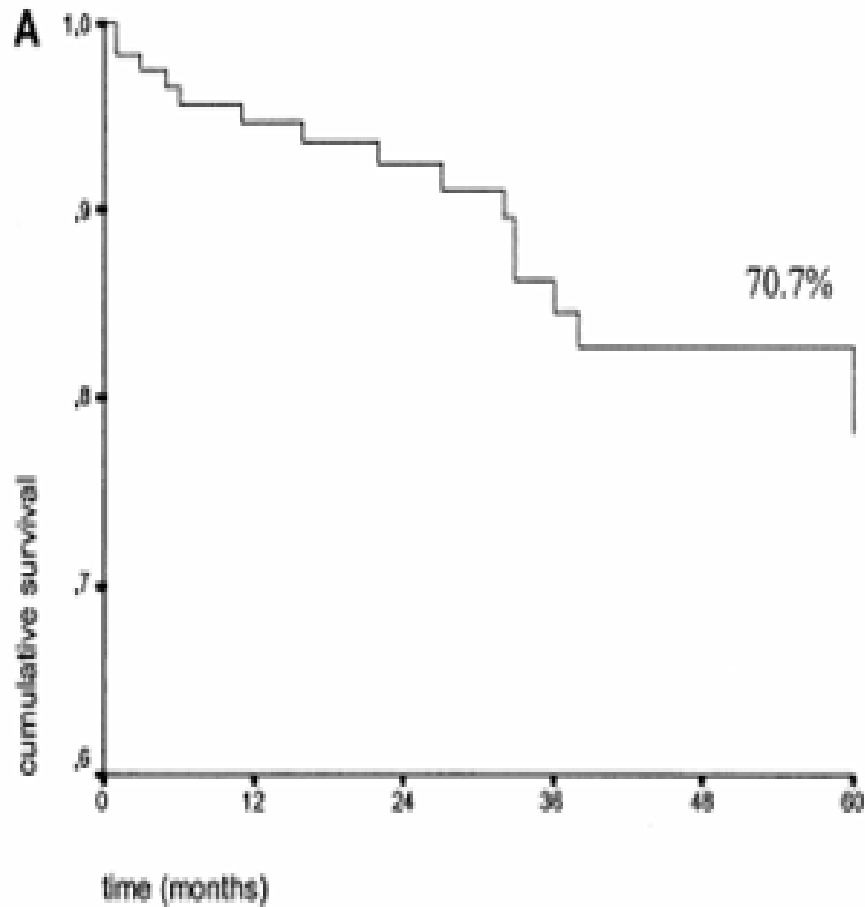 A
1,0
,9
,8
,7
,6
cumulative survival
70.7%
0 12 24 36 48 60
time (months)